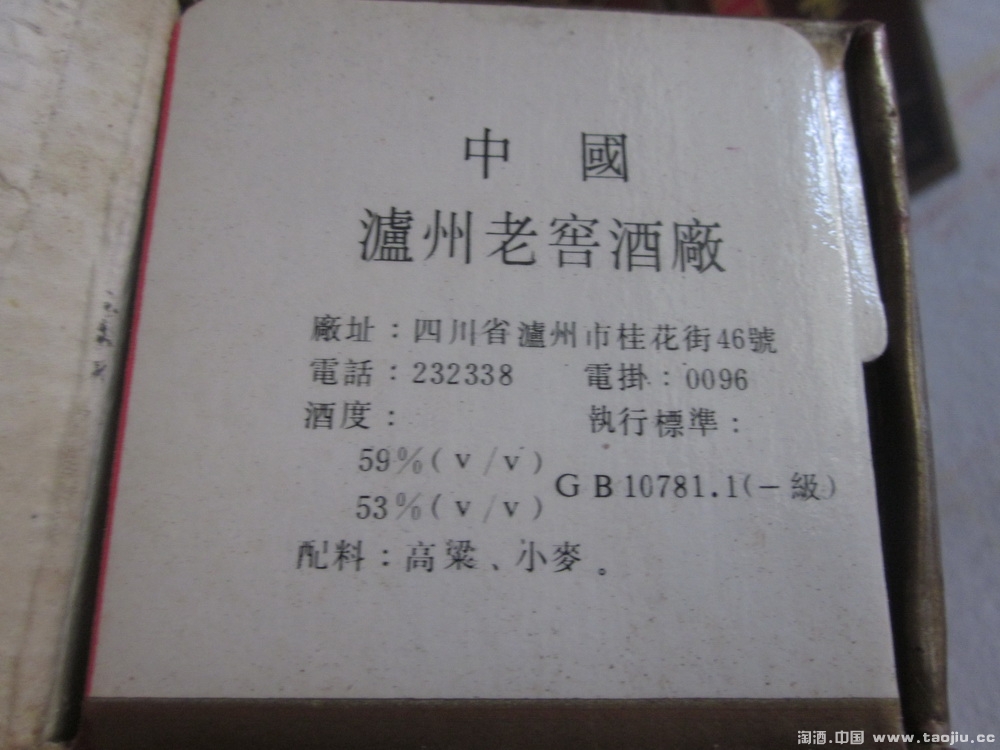 中 國
瀘州老窖酒廠
廠址：四川省瀘州市桂花街46號
電話：232338 電掛：0096
酒度： 執行標準：
59%(v/v)
GB10781.1(一級)
53%(v/v)
配料：高粱、小麥。
淘酒.中国 www.taojiu.cc